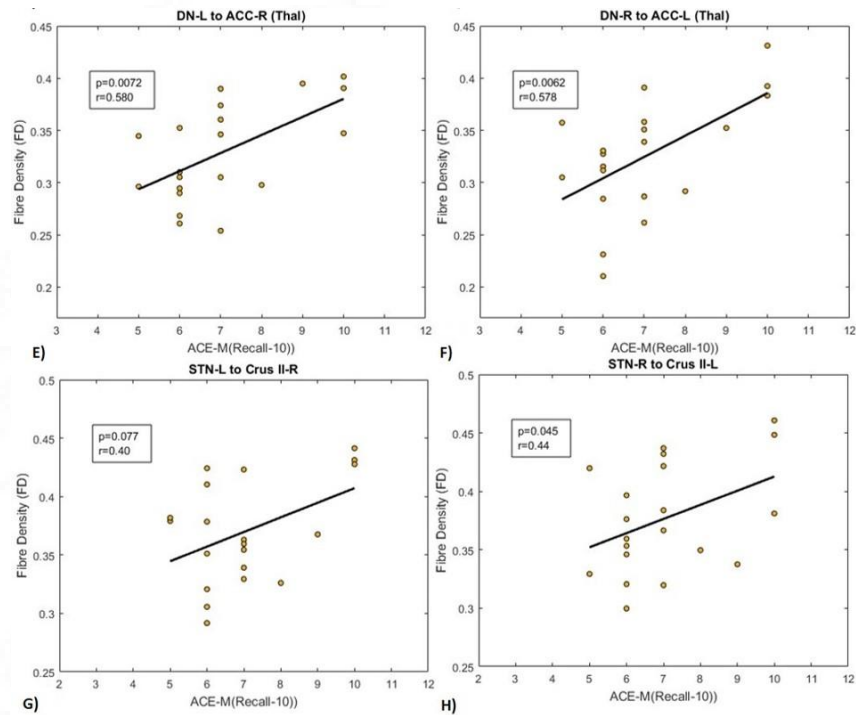 DN-L to ACC-R (Thal)
0.45
0.4
0.35
0.3
0.25
0.2
Fibre Density (FD)
p=0.0072
r=0.580
3 4 5 6 7 8 9 10 11 12
ACE-M(Recall-10))
E)
DN-R to ACC-L (Thal)
0.45
0.4
0.35
0.3
0.25
0.2
Fibre Density (FD)
p=0.0062
r=0.578
3 4 5 6 7 8 9 10 11 12
ACE-M(Recall-10))
F)
STN-L to Crus II-R
0.5
0.45
0.4
0.35
0.3
0.25
Fibre Density (FD)
p=0.077
r=0.40
2 3 4 5 6 7 8 9 10 11 12
ACE-M(Recall-10))
G)
STN-R to Crus II-L
0.5
0.45
0.4
0.35
0.3
0.25
Fibre Density (FD)
p=0.045
r=0.44
2 3 4 5 6 7 8 9 10 11 12
ACE-M(Recall-10))
H)